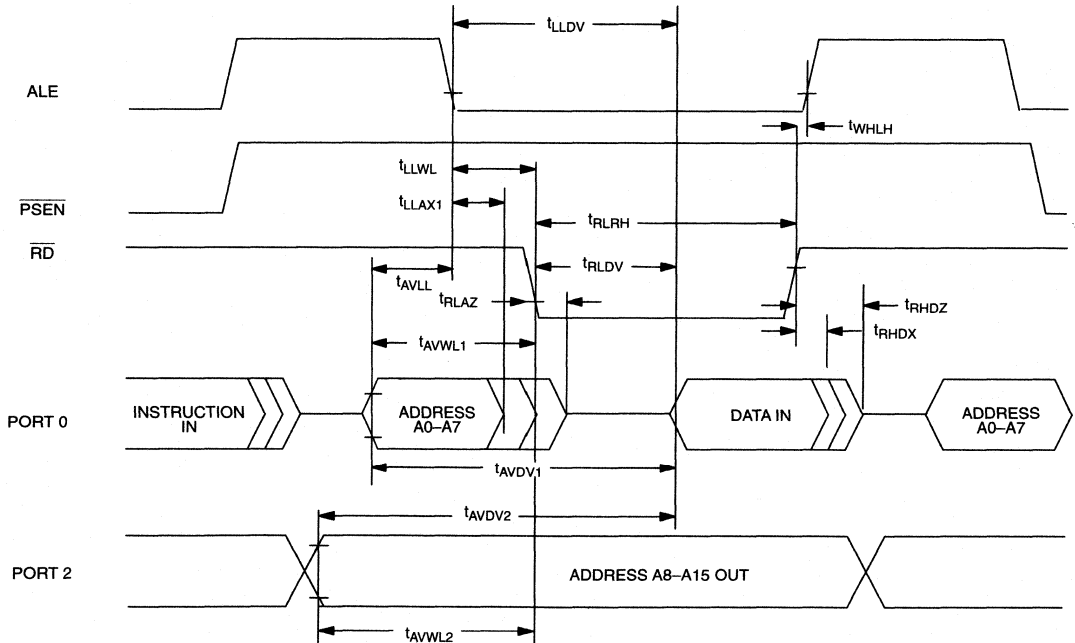 tLLDV
ALE
tWHLH
tLLWL
PSEN
tLLAX1
tRLRH
RD
tAVLL
tRLDV
tRLAZ
tRHDZ
tRHDX
tAVWL1
PORT 0
INSTRUCTION
IN
ADDRESS
A0–A7
DATA IN
ADDRESS
A0–A7
tAVDV1
tAVDV2
PORT 2
ADDRESS A8–A15 OUT
tAVWL2